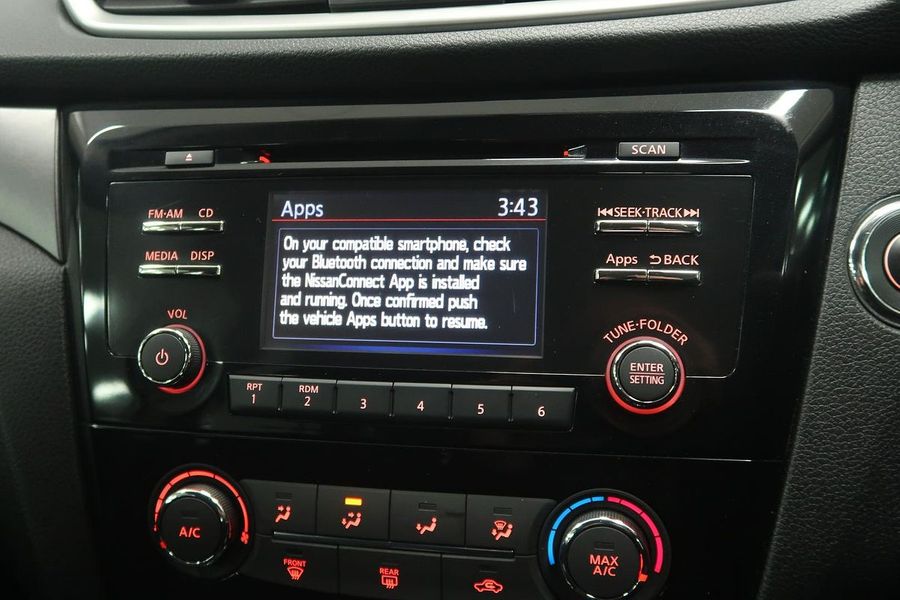 SCAN
FM·AM CD
MEDIA DISP
VOL
Apps 3:43
On your compatible smartphone, check
your Bluetooth connection and make sure
the NissanConnect App is installed
and running. Once confirmed push
the vehicle Apps button to resume.
SEEK·TRACK
Apps BACK
TUNE·FOLDER
ENTER
SETTING
RPT
1
RDM
2
3
4
5
6
A/C
FRONT
REAR
MAX
A/C